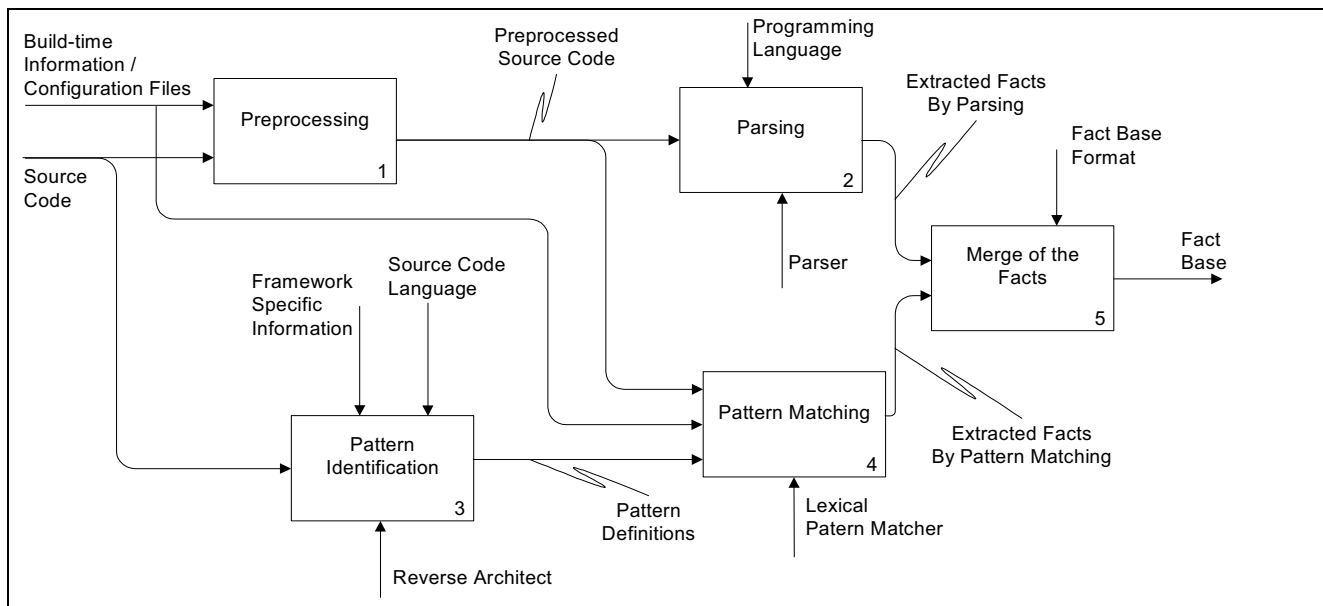 Build-time
Information /
Configuration Files
Preprocessed
Source Code
Programming
Language
Extracted Facts
By Parsing
Preprocessing
1
Parsing
2
Fact Base
Format
Source
Code
Parser
Merge of the
Facts
5
Fact
Base
Framework
Specific
Information
Source Code
Language
Pattern
Identification
3
Pattern Matching
4
Extracted Facts
By Pattern Matching
Pattern
Definitions
Lexical
Patern Matcher
Reverse Architect